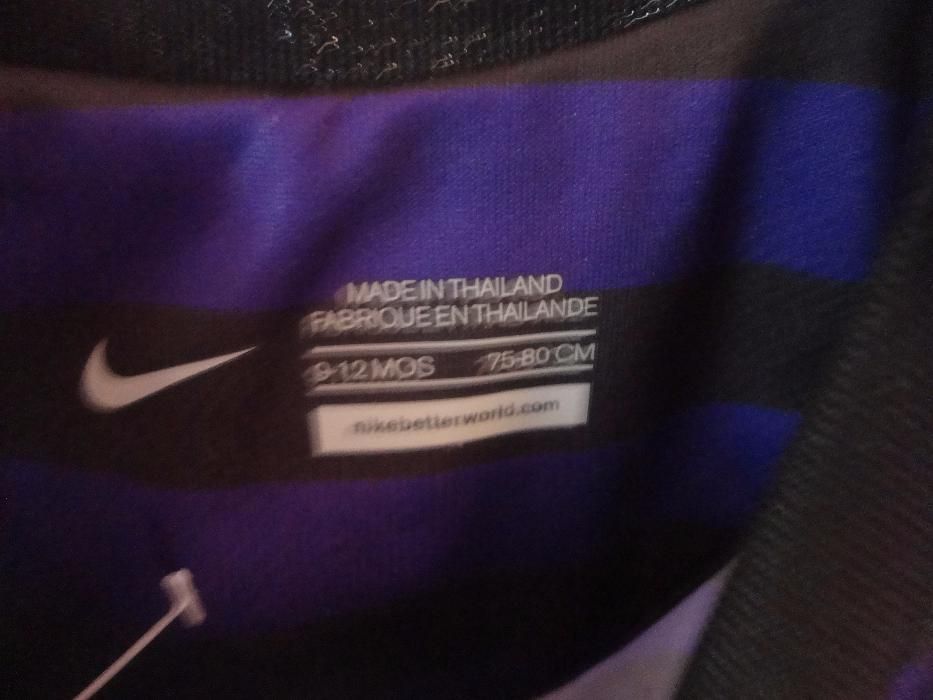 MADE IN THAILAND
FABRIQUE EN THAILANDE
9-12 MOS 75-80 CM
nikebetterworld.com